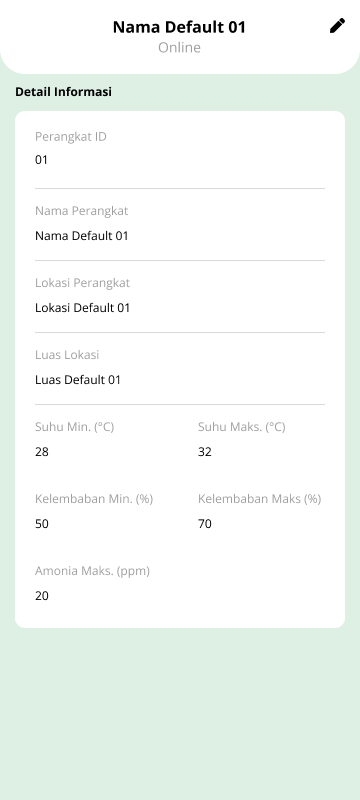 Nama Default 01
Online
Detail Informasi
Perangkat ID
01
Nama Perangkat
Nama Default 01
Lokasi Perangkat
Lokasi Default 01
Luas Lokasi
Luas Default 01
Suhu Min. (°C) Suhu Maks. (°C)
28 32
Kelembaban Min. (%) Kelembaban Maks (%)
50 70
Amonia Maks. (ppm)
20